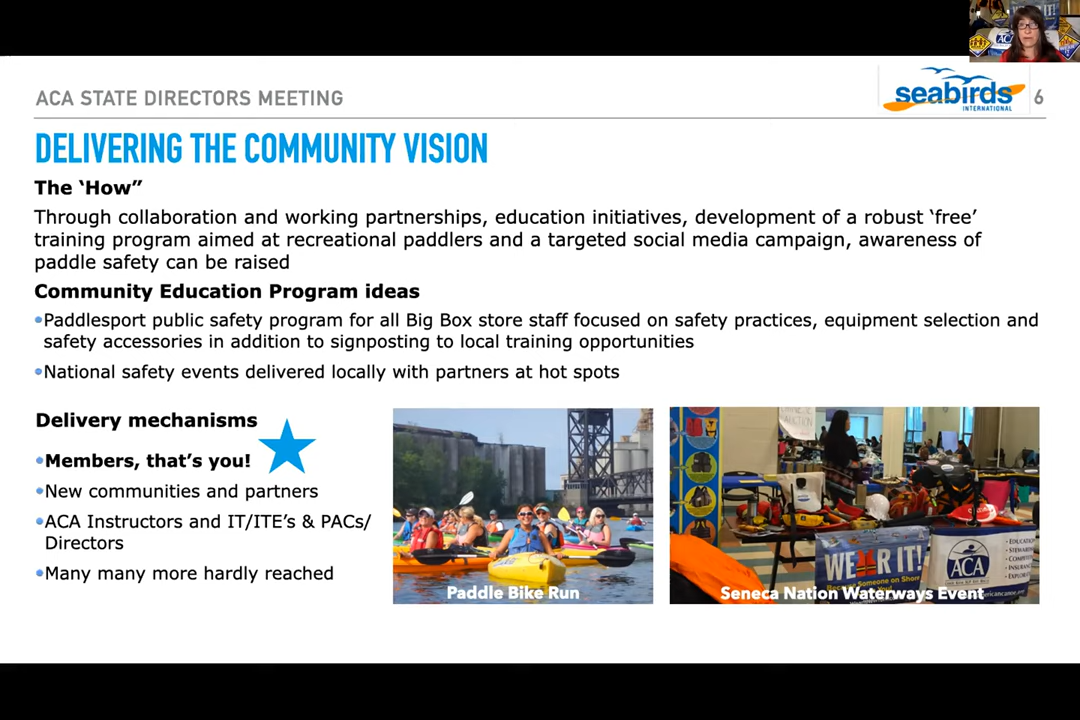 ACA STATE DIRECTORS MEETING
seabirds
INTERNATIONAL
6
DELIVERING THE COMMUNITY VISION
The ‘How”
Through collaboration and working partnerships, education initiatives, development of a robust ‘free’
training program aimed at recreational paddlers and a targeted social media campaign, awareness of
paddle safety can be raised
Community Education Program ideas
•Paddlesport public safety program for all Big Box store staff focused on safety practices, equipment selection and
safety accessories in addition to signposting to local training opportunities
•National safety events delivered locally with partners at hot spots
Delivery mechanisms
•Members, that’s you!
•New communities and partners
•ACA Instructors and IT/ITE’s & PACs/
Directors
•Many many more hardly reached
Paddle Bike Run
WEAR IT!
ACA
Seneca Nation Waterways Event